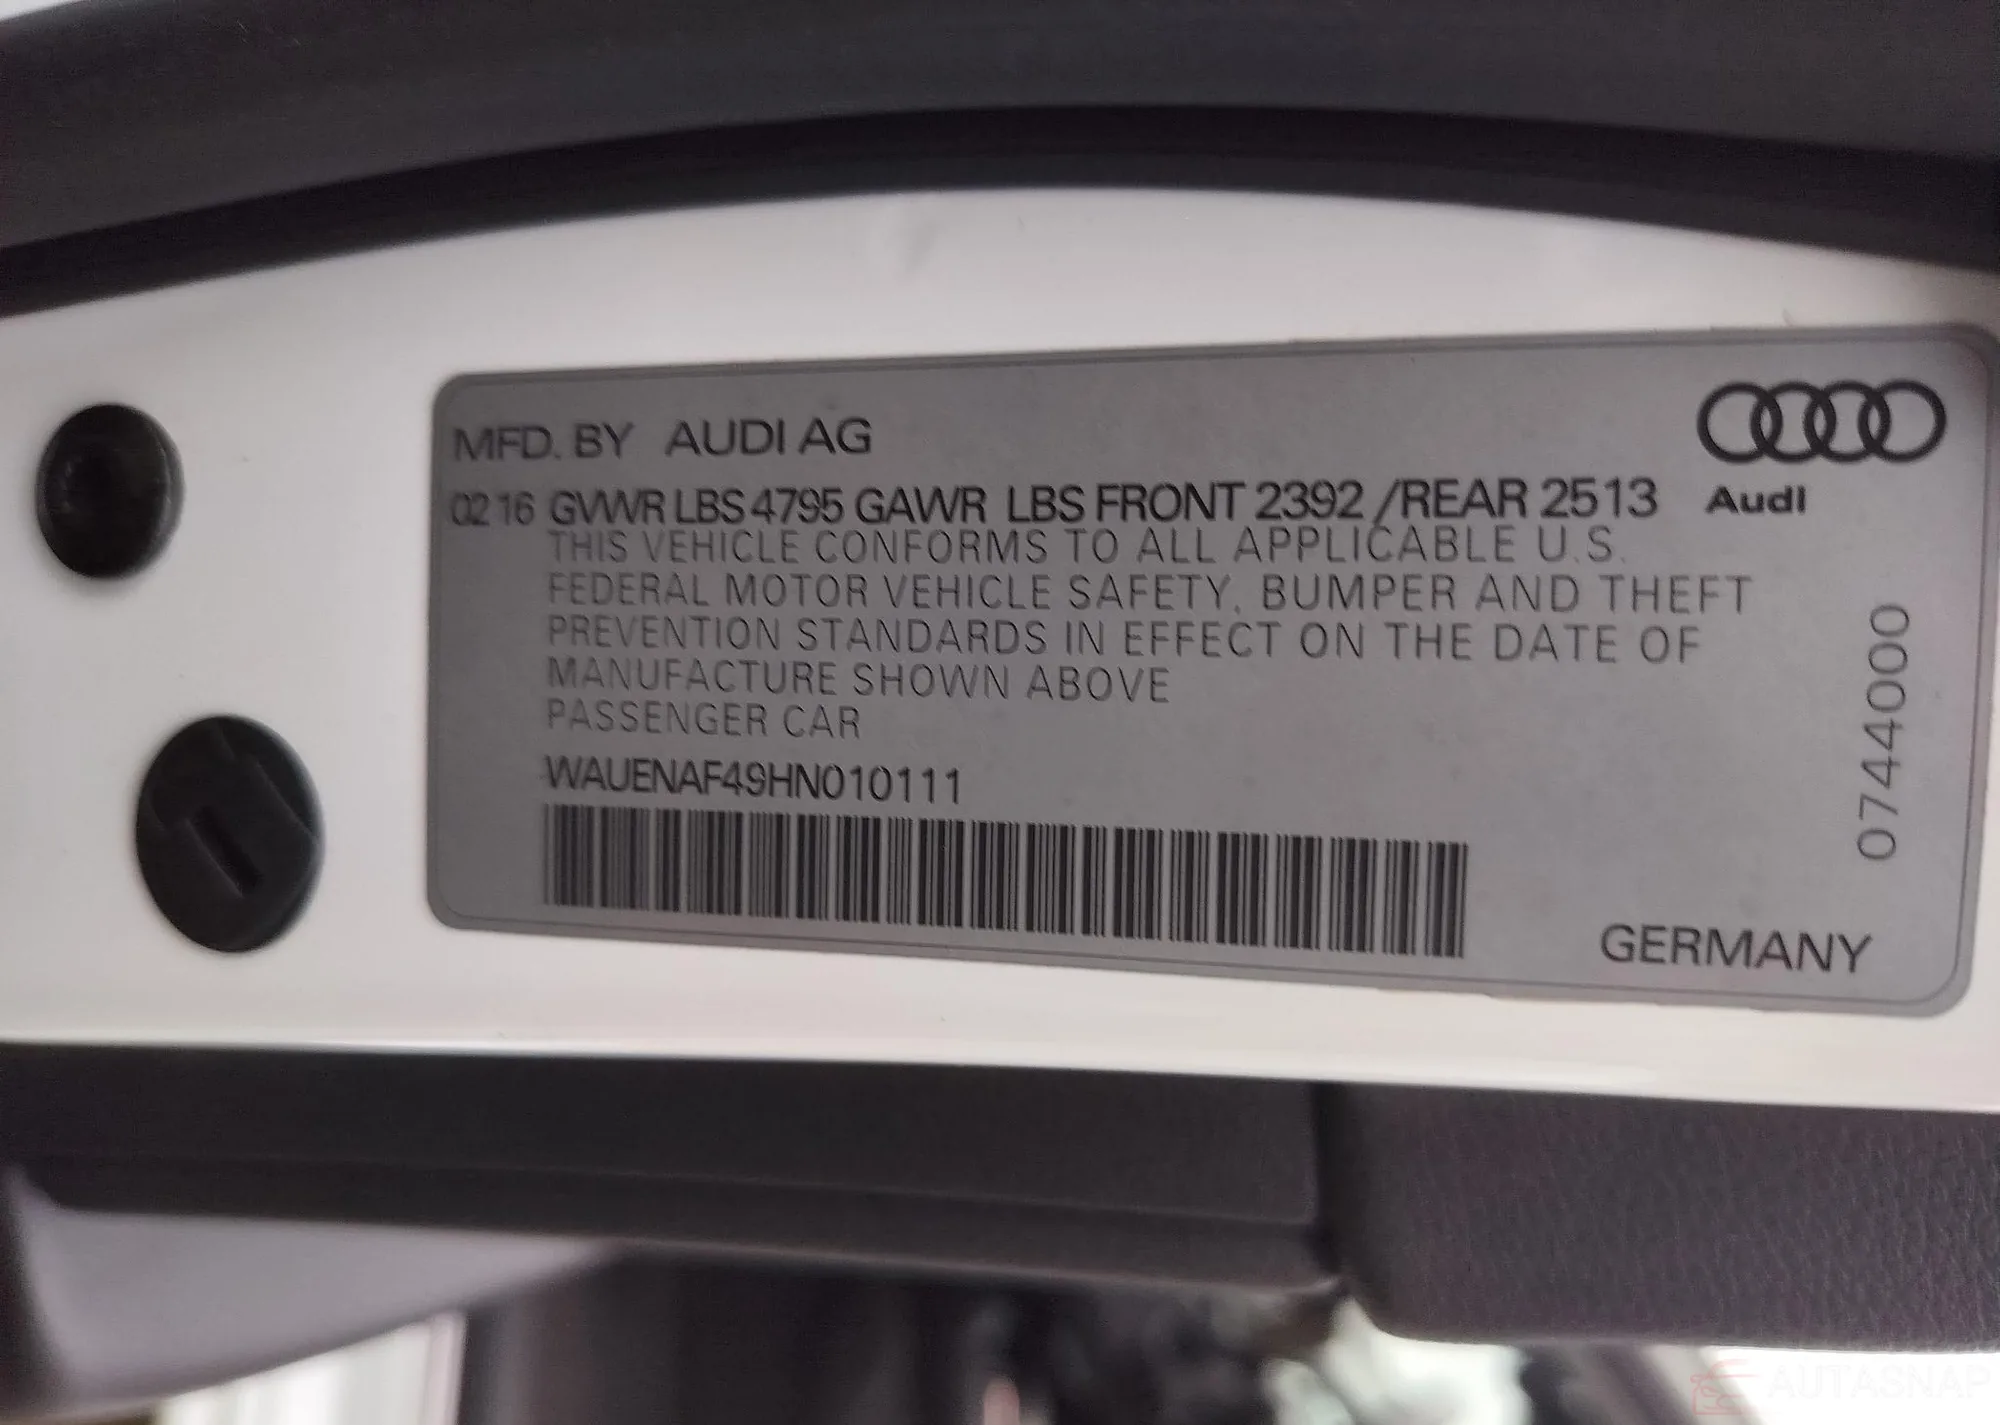 MFD. BY AUDI AG
02 16 GVWR LBS 4795 GAWR LBS FRONT 2392 /REAR 2513
Audi
THIS VEHICLE CONFORMS TO ALL APPLICABLE U.S.
FEDERAL MOTOR VEHICLE SAFETY, BUMPER AND THEFT
PREVENTION STANDARDS IN EFFECT ON THE DATE OF
MANUFACTURE SHOWN ABOVE
PASSENGER CAR
WAUENAF49HN010111
0744000
GERMANY
AUTASNAP